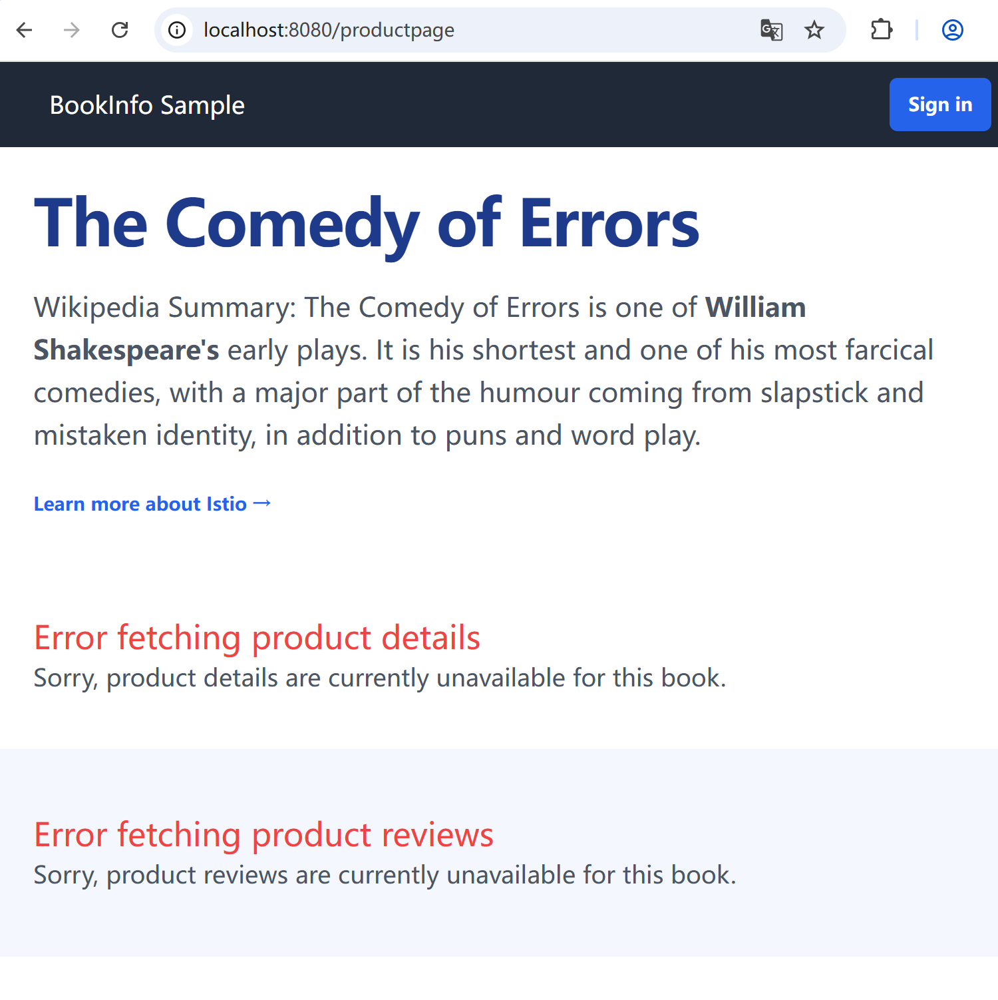 localhost:8080/productpage
BookInfo Sample
Sign in
The Comedy of Errors
Wikipedia Summary: The Comedy of Errors is one of William
Shakespeare's early plays. It is his shortest and one of his most farcical
comedies, with a major part of the humour coming from slapstick and
mistaken identity, in addition to puns and word play.
Learn more about Istio →
Error fetching product details
Sorry, product details are currently unavailable for this book.
Error fetching product reviews
Sorry, product reviews are currently unavailable for this book.